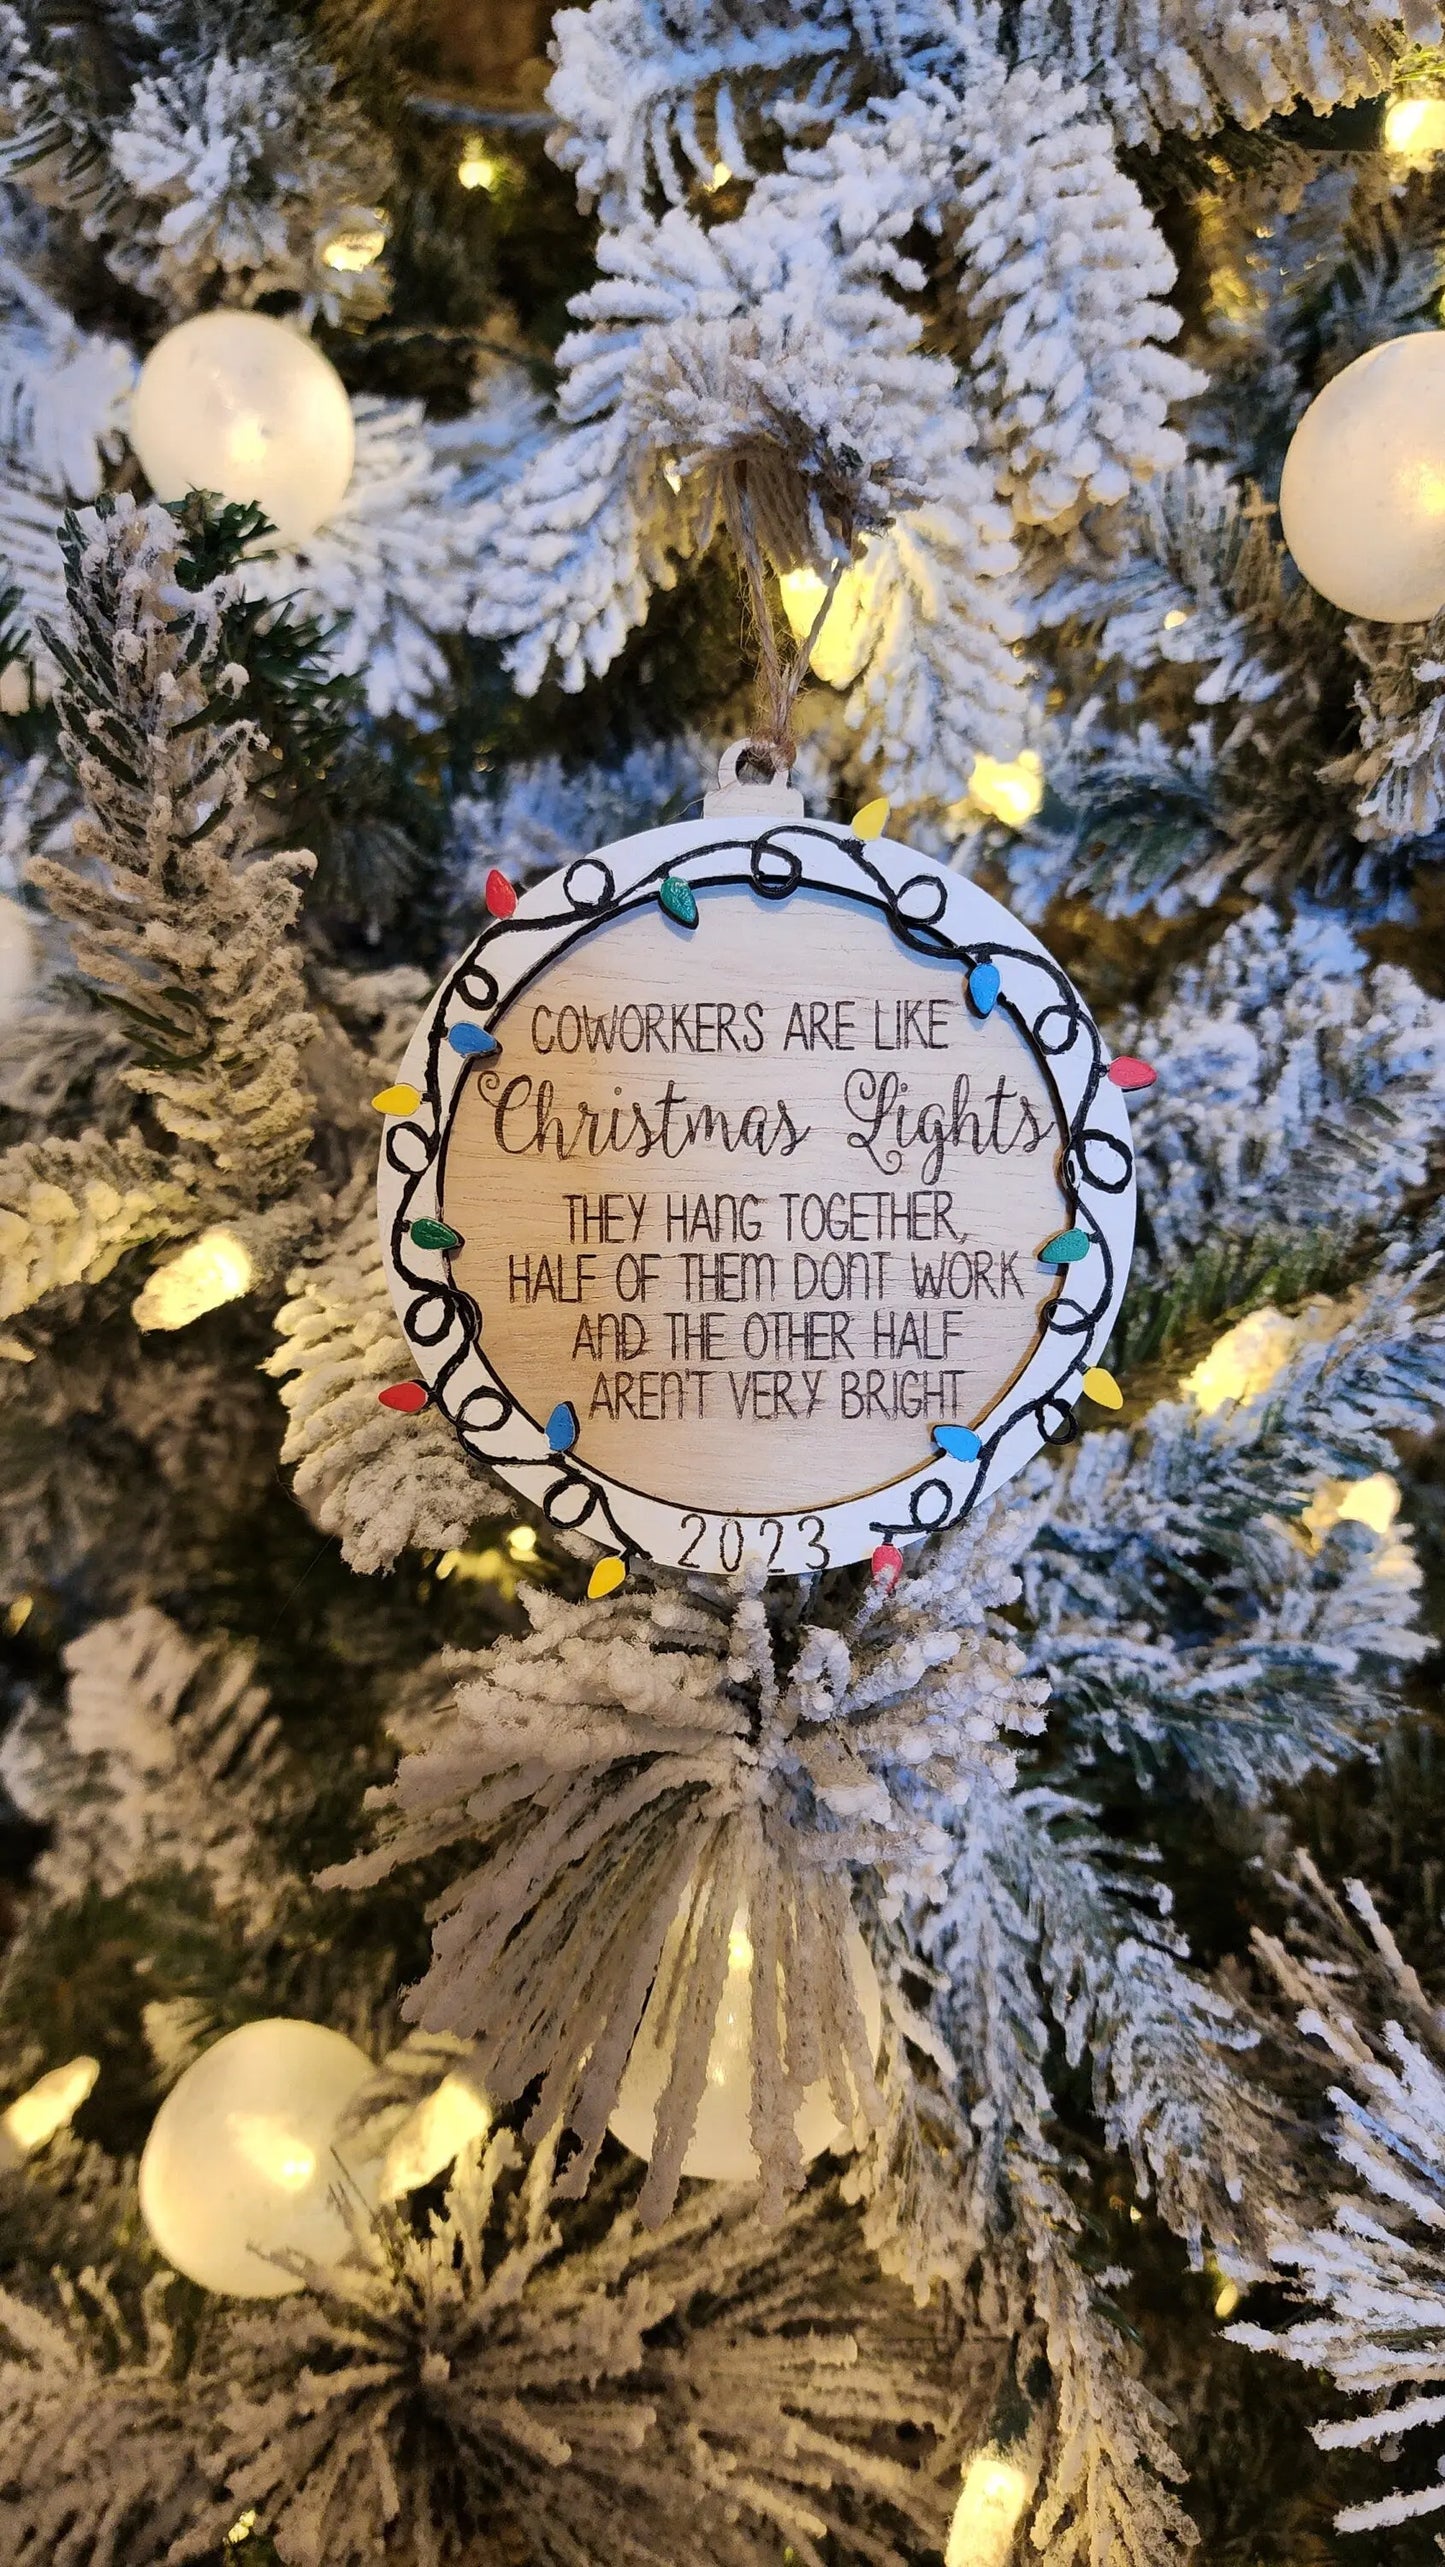 COWORKERS ARE LIKE
Christmas Lights
THEY HANG TOGETHER,
HALF OF THEM DONT WORK
AND THE OTHER HALF
AREN'T VERY BRIGHT
2023